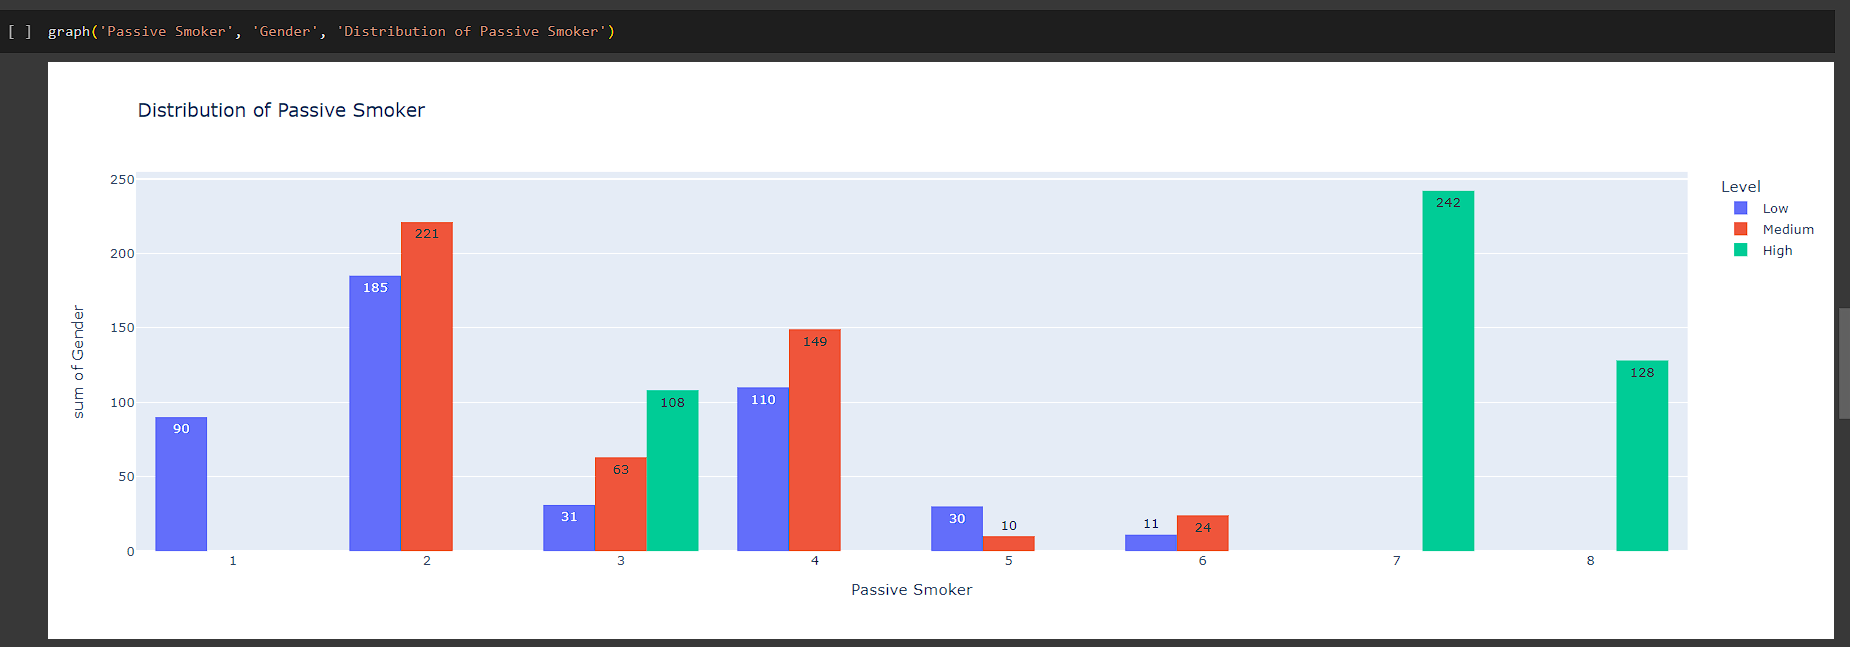 [ ] graph('Passive Smoker', 'Gender', 'Distribution of Passive Smoker')
Distribution of Passive Smoker
sum of Gender
250
200
150
100
50
0
90
185
221
31
63
108
110
149
30
10
11
24
242
128
1 2 3 4 5 6 7 8
Passive Smoker
Level
Low
Medium
High